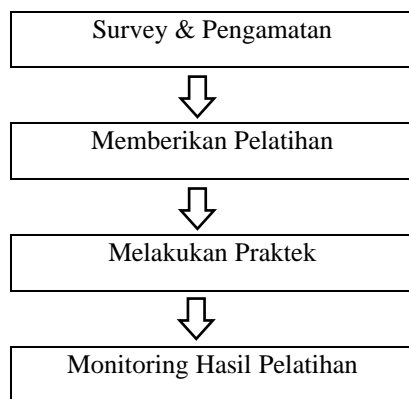 Survey & Pengamatan
Memberikan Pelatihan
Melakukan Praktek
Monitoring Hasil Pelatihan